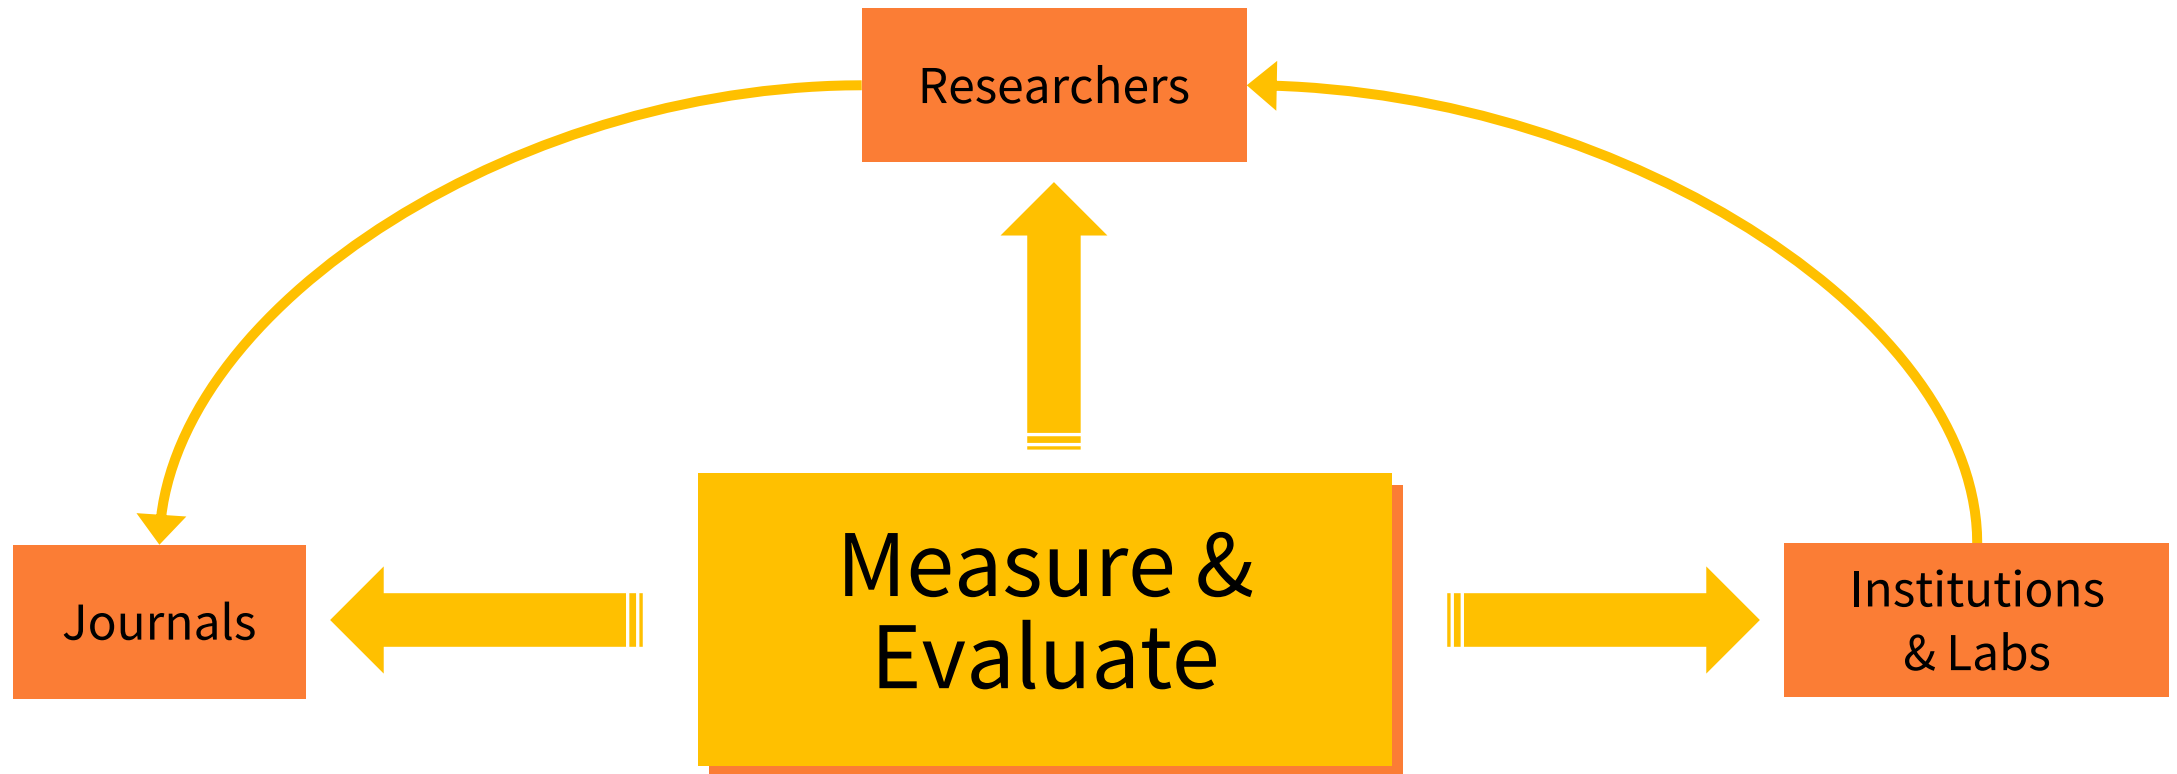 Researchers
Measure &
Evaluate
Journals
Institutions
& Labs